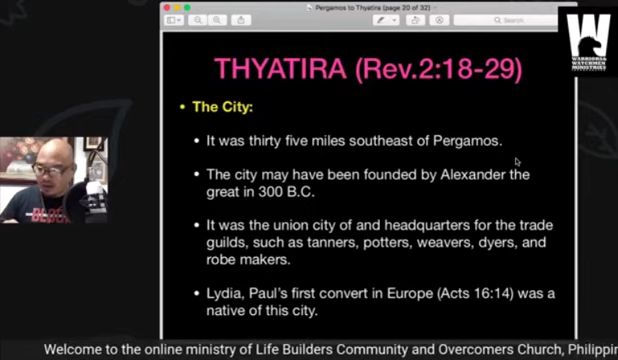 Pergamos to Thyatira (page 20 of 32)
Search
THYATIRA (Rev.2:18-29)
• The City:
• It was thirty five miles southeast of Pergamos.
• The city may have been founded by Alexander the
great in 300 B.C.
• It was the union city of and headquarters for the trade
guilds, such as tanners, potters, weavers, dyers, and
robe makers.
• Lydia, Paul's first convert in Europe (Acts 16:14) was a
native of this city.
W
Welcome to the online ministry of Life Builders Community and Overcomers Church, Philippin